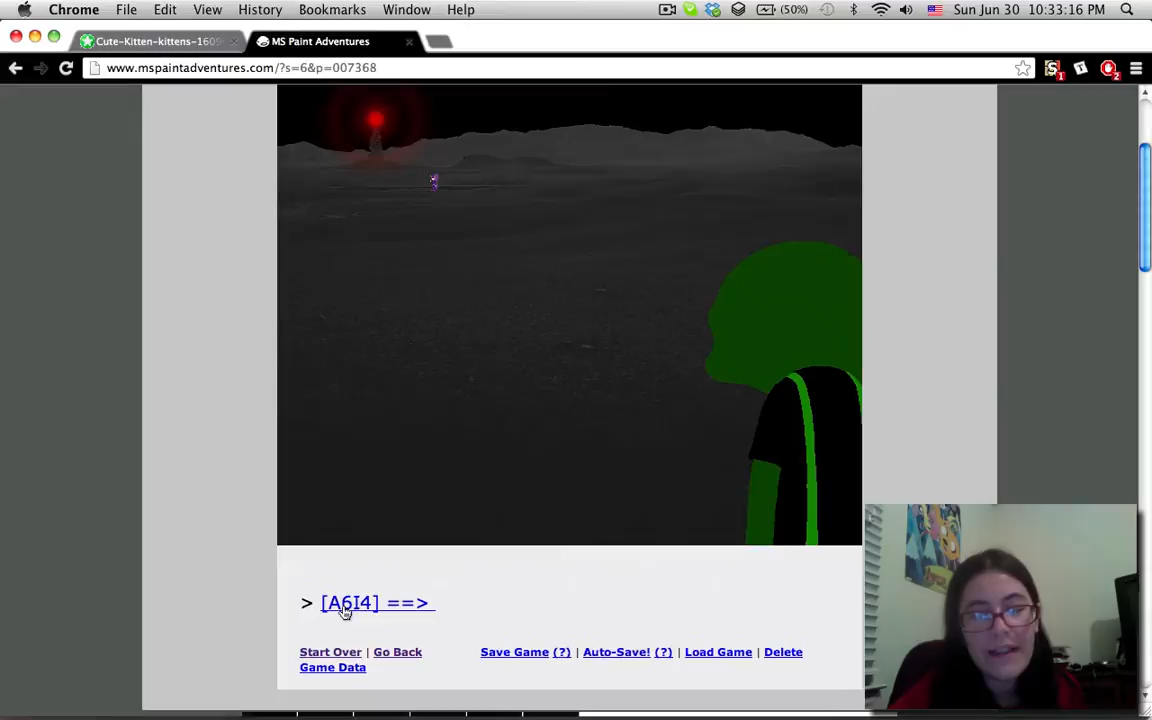 Chrome File Edit View History Bookmarks Window Help (50%) Sun Jun 30 10:33:16 PM
Cute-Kitten-kittens-1609 MS Paint Adventures
www.mspaintadventures.com/?s=6&p=007368
> [A6I4] ==>
Start Over | Go Back Save Game (?) | Auto-Save! (?) | Load Game | Delete
Game Data